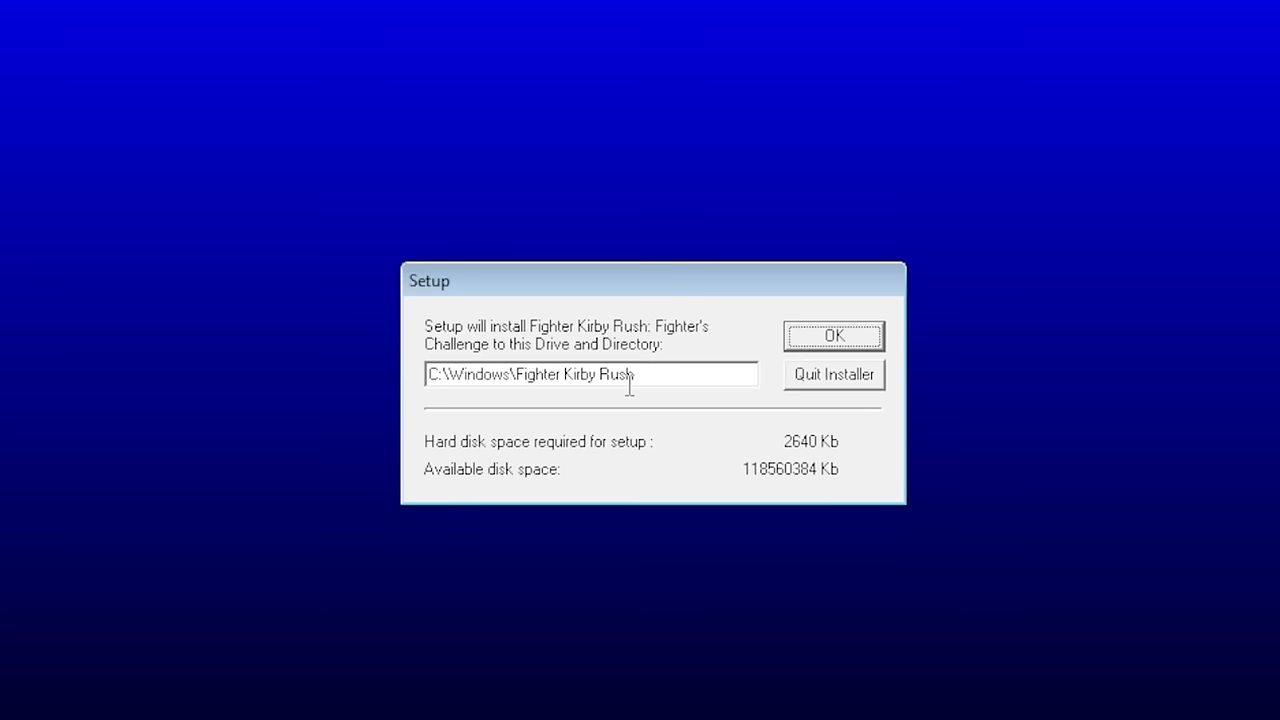 Setup
Setup will install Fighter Kirby Rush: Fighter's
Challenge to this Drive and Directory:
OK
C:\Windows\Fighter Kirby Rush
Quit Installer
Hard disk space required for setup :
2640 Kb
Available disk space:
118560384 Kb